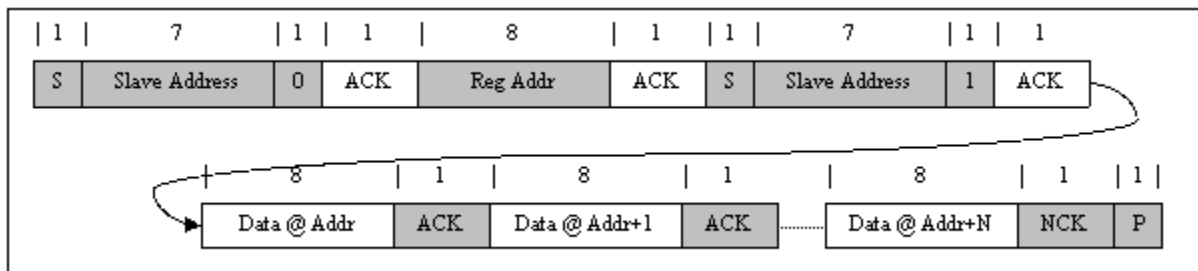 | 1 | 7 | 1 | 1 | 8 | 1 | 1 | 7 | 1 | 1
S Slave Address 0 ACK Reg Addr ACK S Slave Address 1 ACK
| 8 | 1 | 8 | 1 | 8 | 1 | 1 |
Data @ Addr ACK Data @ Addr+1 ACK ........... Data @ Addr+N NCK P